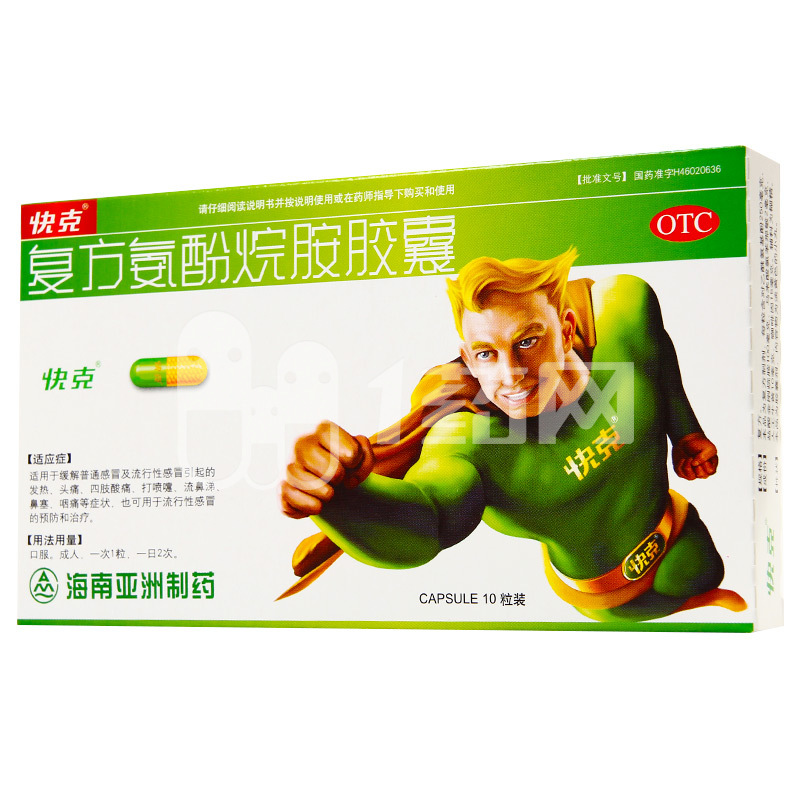 快克®
请仔细阅读说明书并按说明使用或在药师指导下购买和使用
【批准文号】国药准字H46020636
OTC
复方氨酚烷胺胶囊
快克®
1药网
快克®
快克
【适应症】
适用于缓解普通感冒及流行性感冒引起的
发热、头痛、四肢酸痛、打喷嚏、流鼻涕、
鼻塞、咽痛等症状，也可用于流行性感冒
的预防和治疗。
【用法用量】
口服。成人，一次1粒，一日2次。
海南亚洲制药
CAPSULE 10 粒装